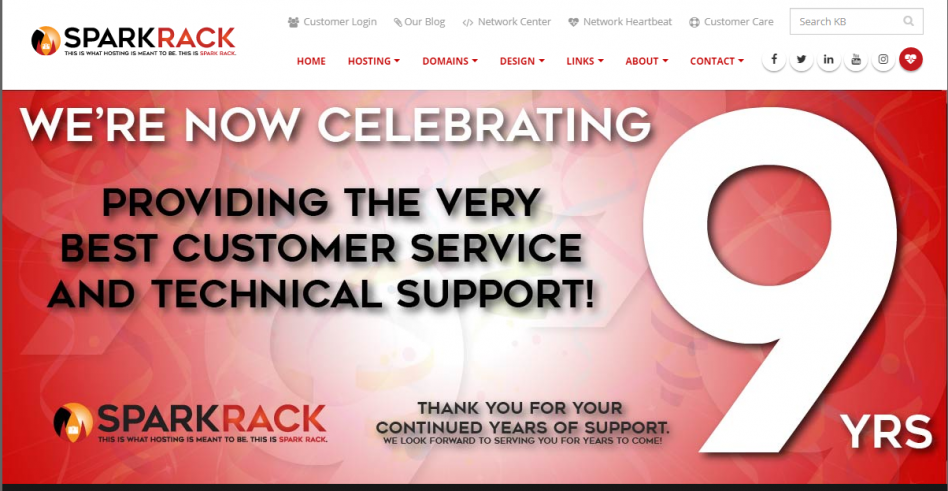 Customer Login
Our Blog
Network Center
Network Heartbeat
Customer Care
Search KB
SPARKRACK
THIS IS WHAT HOSTING IS MEANT TO BE. THIS IS SPARK RACK.
HOME
HOSTING
DOMAINS
DESIGN
LINKS
ABOUT
CONTACT
WE'RE NOW CELEBRATING
9
YRS
PROVIDING THE VERY
BEST CUSTOMER SERVICE
AND TECHNICAL SUPPORT!
SPARKRACK
THIS IS WHAT HOSTING IS MEANT TO BE. THIS IS SPARK RACK.
THANK YOU FOR YOUR
CONTINUED YEARS OF SUPPORT.
WE LOOK FORWARD TO SERVING YOU FOR YEARS TO COME!